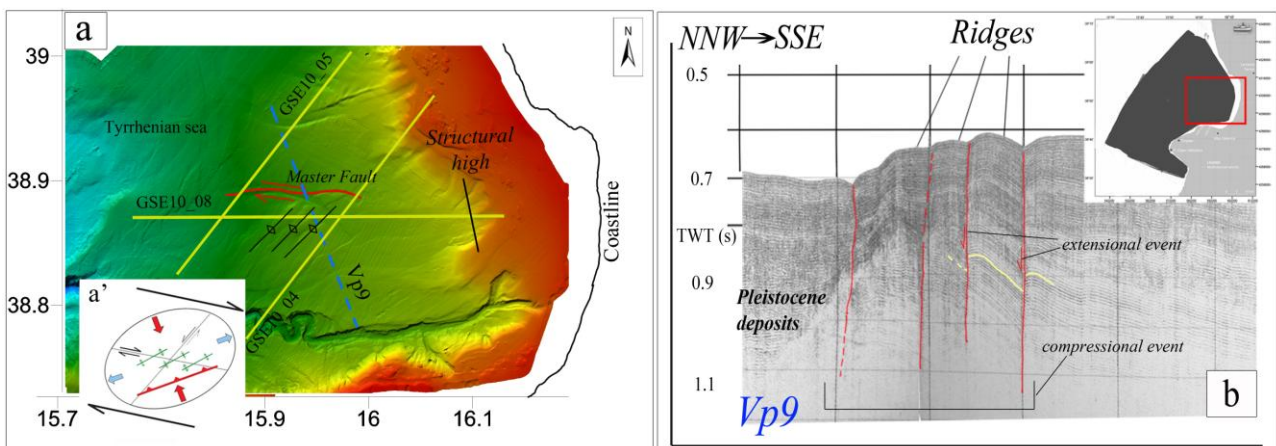 a
N
39
38.9
38.8
Tyrrhenian sea
GSE10_05
Master Fault
Structural
high
GSE10_08
Vp9
GSE10_04
Coastline
a'
15.7
15.8
15.9
16
16.1
NNW→SSE
Ridges
0.5
0.7
TWT (s)
0.9
1.1
extensional event
Pleistocene
deposits
compressional event
Vp9
b